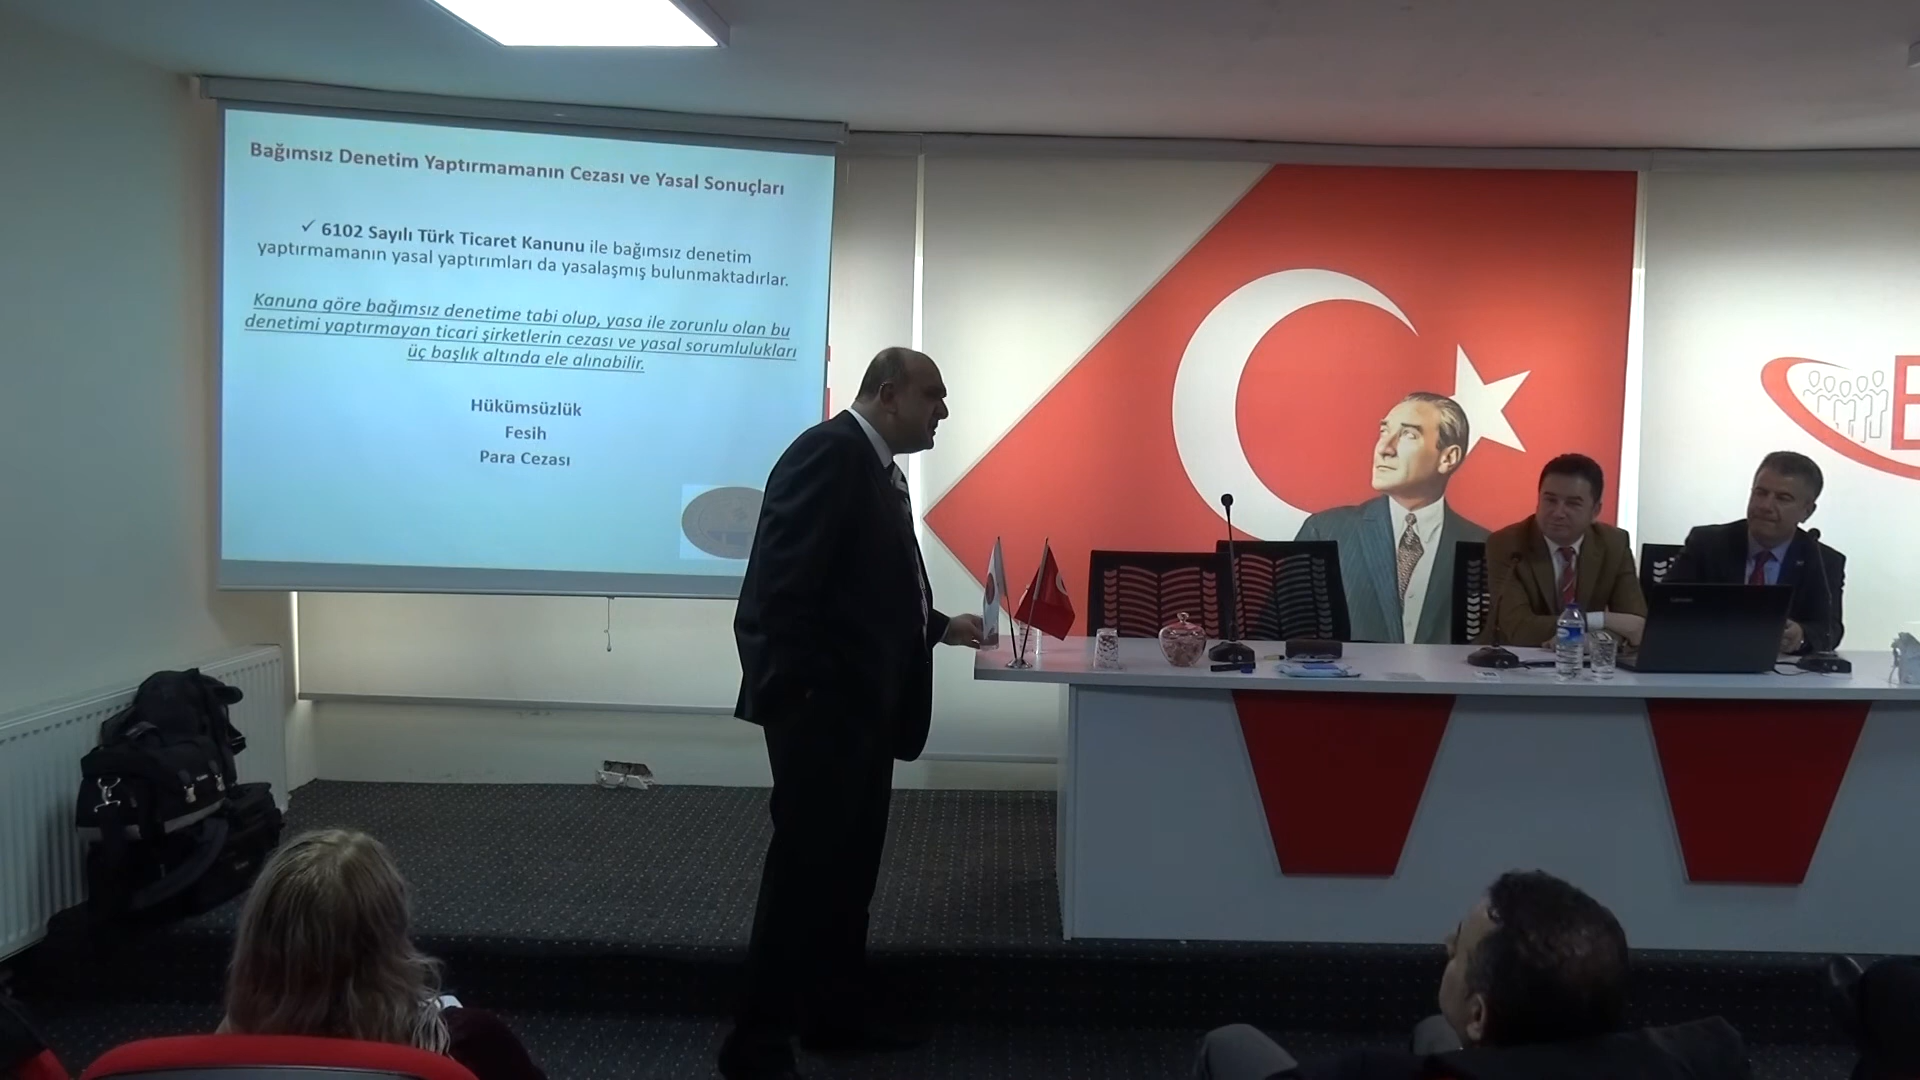 Bağımsız Denetim Yaptırmamanın Cezası ve Yasal Sonuçları
✓ 6102 Sayılı Türk Ticaret Kanunu ile bağımsız denetim
yaptırmamanın yasal yaptırımları da yasalaşmış bulunmaktadırlar.
Kanuna göre bağımsız denetime tabi olup, yasa ile zorunlu olan bu
denetimi yaptırmayan ticari şirketlerin cezası ve yasal sorumlulukları
üç başlık altında ele alınabilir.
Hükümsüzlük
Fesih
Para Cezası